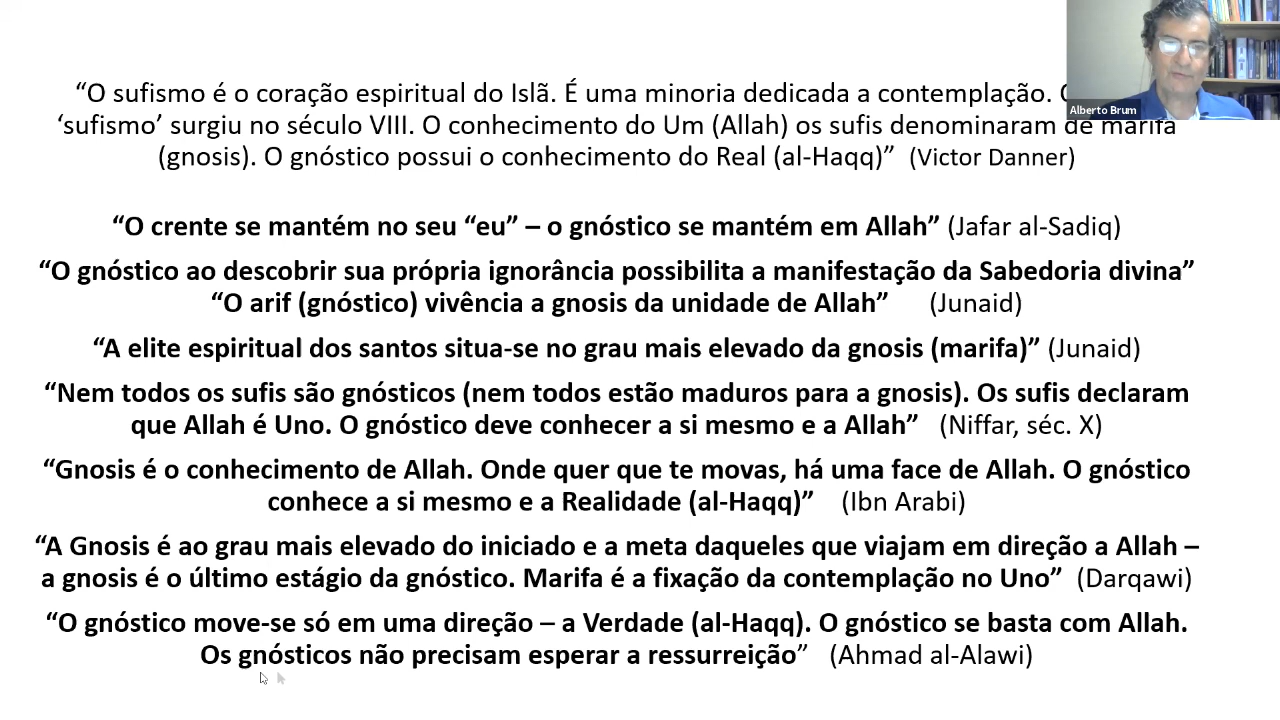 “O sufismo é o coração espiritual do Islã. É uma minoria dedicada a contemplação.
‘sufismo’ surgiu no século VIII. O conhecimento do Um (Allah) os sufis denominaram de marifa
(gnosis). O gnóstico possui o conhecimento do Real (al-Haqq)” (Victor Danner)
Alberto Brum
“O crente se mantém no seu “eu” – o gnóstico se mantém em Allah” (Jafar al-Sadiq)
“O gnóstico ao descobrir sua própria ignorância possibilita a manifestação da Sabedoria divina”
“O arif (gnóstico) vivência a gnosis da unidade de Allah” (Junaid)
“A elite espiritual dos santos situa-se no grau mais elevado da gnosis (marifa)” (Junaid)
“Nem todos os sufis são gnósticos (nem todos estão maduros para a gnosis). Os sufis declaram
que Allah é Uno. O gnóstico deve conhecer a si mesmo e a Allah” (Niffar, séc. X)
“Gnosis é o conhecimento de Allah. Onde quer que te movas, há uma face de Allah. O gnóstico
conhece a si mesmo e a Realidade (al-Haqq)” (Ibn Arabi)
“A Gnosis é ao grau mais elevado do iniciado e a meta daqueles que viajam em direção a Allah –
a gnosis é o último estágio da gnóstico. Marifa é a fixação da contemplação no Uno” (Darqawi)
“O gnóstico move-se só em uma direção – a Verdade (al-Haqq). O gnóstico se basta com Allah.
Os gnósticos não precisam esperar a ressurreição” (Ahmad al-Alawi)